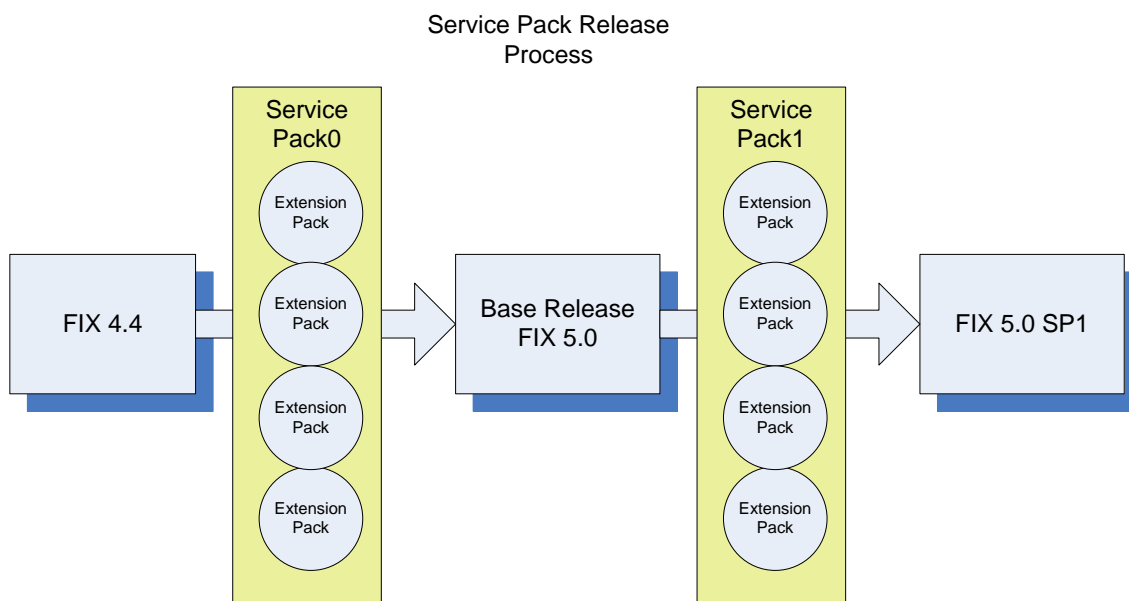 Service Pack Release
Process
Service
Pack0
Extension
Pack
Extension
Pack
Extension
Pack
Extension
Pack
Service
Pack1
Extension
Pack
Extension
Pack
Extension
Pack
Extension
Pack
FIX 4.4
Base Release
FIX 5.0
FIX 5.0 SP1